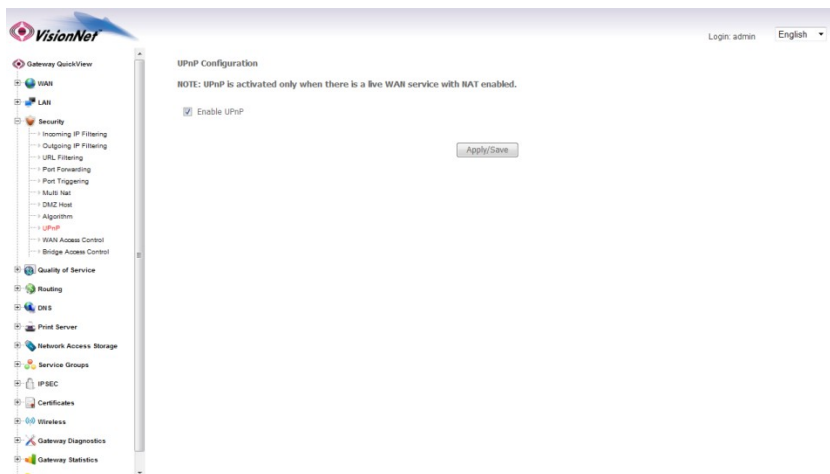 VisionNet
Login: admin
English
Gateway QuickView
WAN
LAN
Security
Incoming IP Filtering
Outgoing IP Filtering
URL Filtering
Port Forwarding
Port Triggering
Multi Nat
DMZ Host
Algorithm
UPnP
WAN Access Control
Bridge Access Control
Quality of Service
Routing
DNS
Print Server
Network Access Storage
Service Groups
IPSEC
Certificates
Wireless
Gateway Diagnostics
Gateway Statistics
UPnP Configuration
NOTE: UPnP is activated only when there is a live WAN service with NAT enabled.
Enable UPnP
Apply/Save